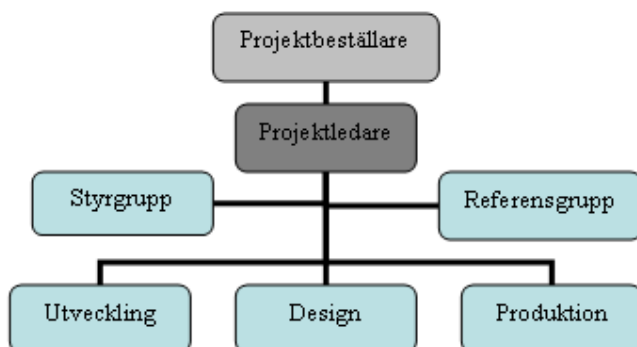 Projektbeställare
Projektledare
Styrgrupp
Referensgrupp
Utveckling
Design
Produktion